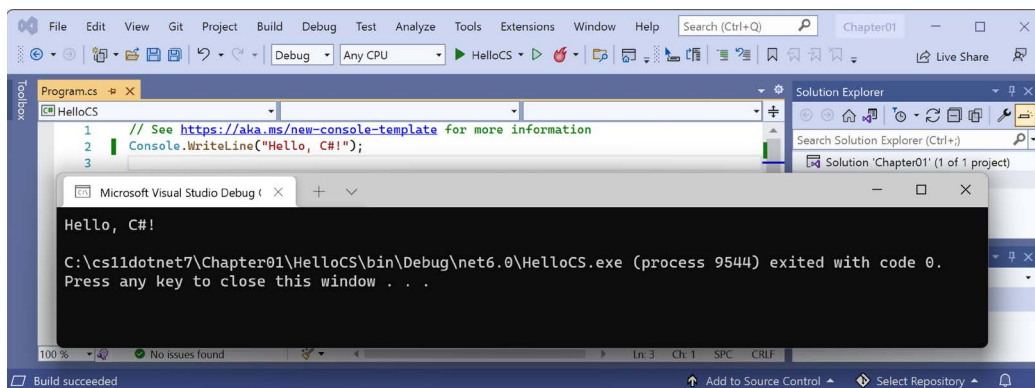 File Edit View Git Project Build Debug Test Analyze Tools Extensions Window Help Search (Ctrl+Q) Chapter01
Debug Any CPU HelloCS Live Share
Toolbox
Program.cs
Solution Explorer
C# HelloCS
1 // See https://aka.ms/new-console-template for more information
2 Console.WriteLine("Hello, C#!");
3
Search Solution Explorer (Ctrl+;)
Solution 'Chapter01' (1 of 1 project)
Microsoft Visual Studio Debug
Hello, C#!
C:\cs11dotnet7\Chapter01\HelloCS\bin\Debug\net6.0\HelloCS.exe (process 9544) exited with code 0.
Press any key to close this window . . .
100 % No issues found Ln: 3 Ch: 1 SPC CRLF
Build succeeded Add to Source Control Select Repository